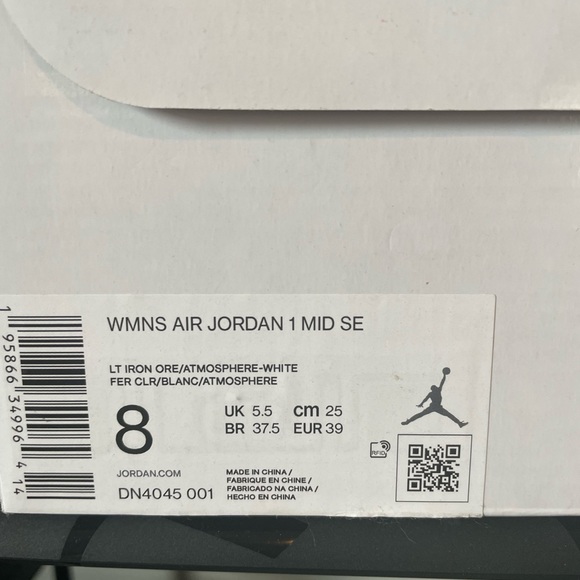 WMNS AIR JORDAN 1 MID SE
LT IRON ORE/ATMOSPHERE-WHITE
FER CLR/BLANC/ATMOSPHERE
8
UK 5.5 cm 25
BR 37.5 EUR 39
RFID
JORDAN.COM
DN4045 001
MADE IN CHINA /
FABRIQUE EN CHINE /
FABRICADO NA CHINA /
HECHO EN CHINA
1 95866 34996 4 14